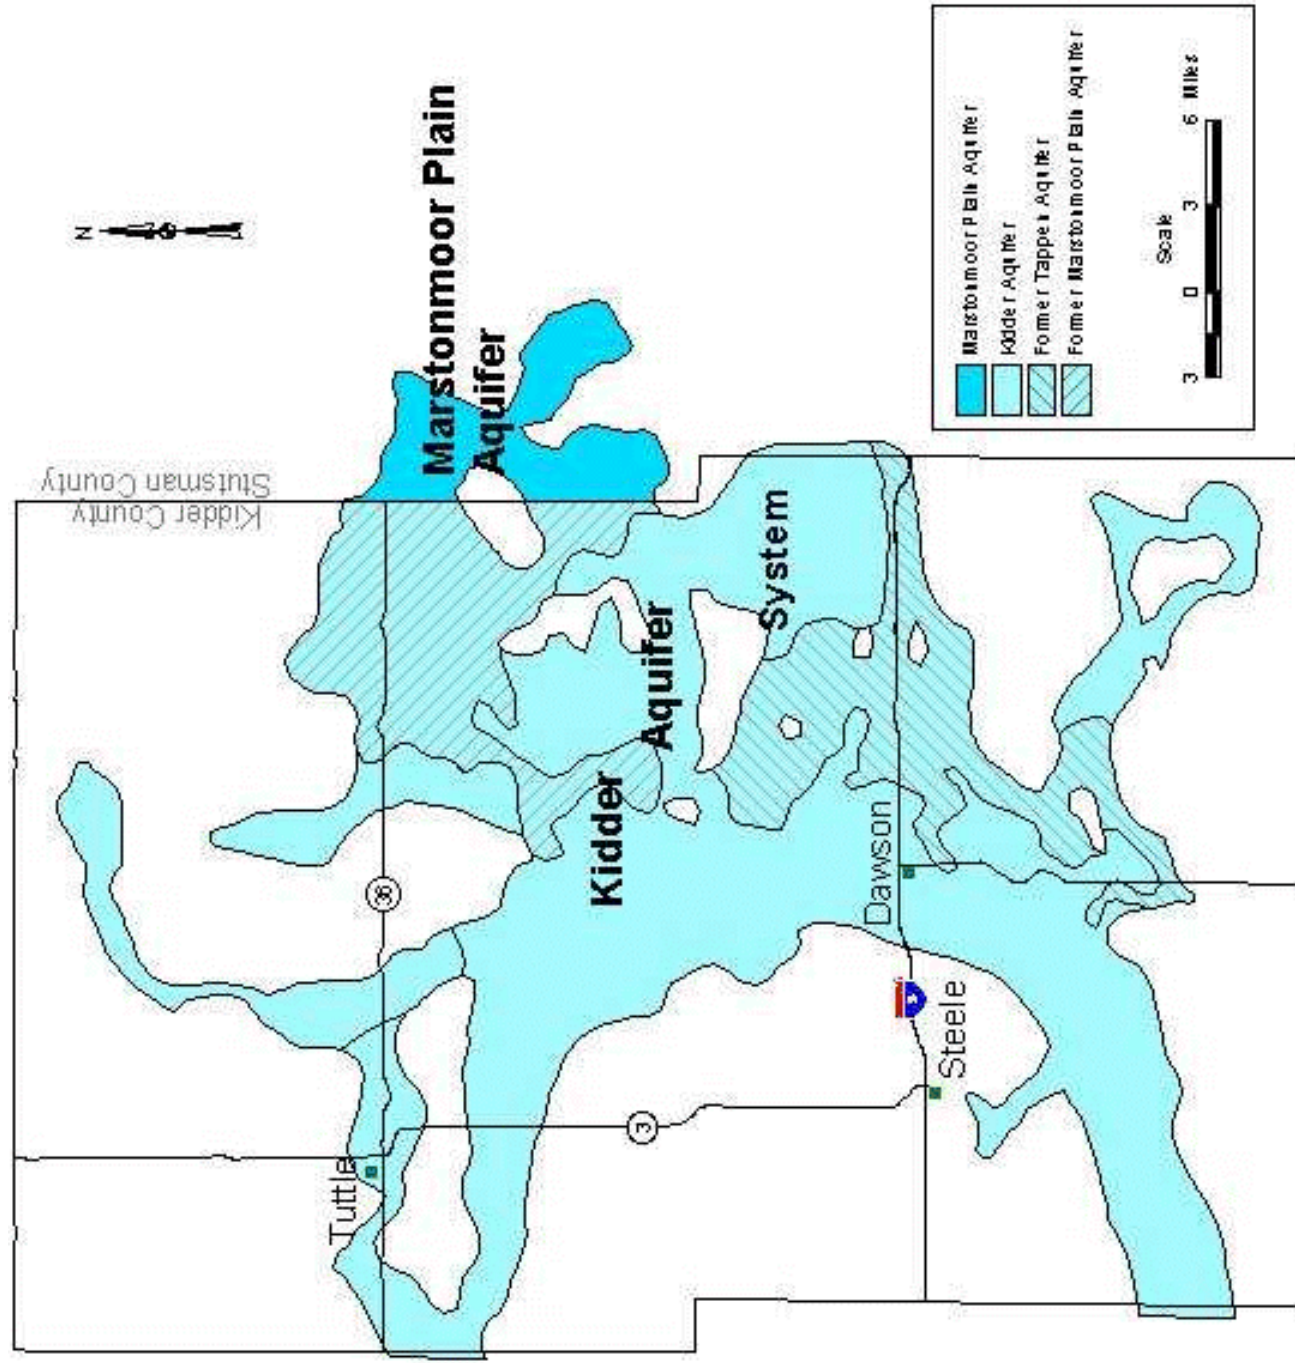 N
Stutsman County
Kidder County
Marstonmoor Plain
Aquifer
36
Tuttle
Kidder
Aquifer
System
3
Dawson
Steele
Marstonmoor Plain Aquifer
Kidder Aquifer
Former Tappen Aquifer
Former Marstonmoor Plain Aquifer
Scale
3 0 3 6 Miles